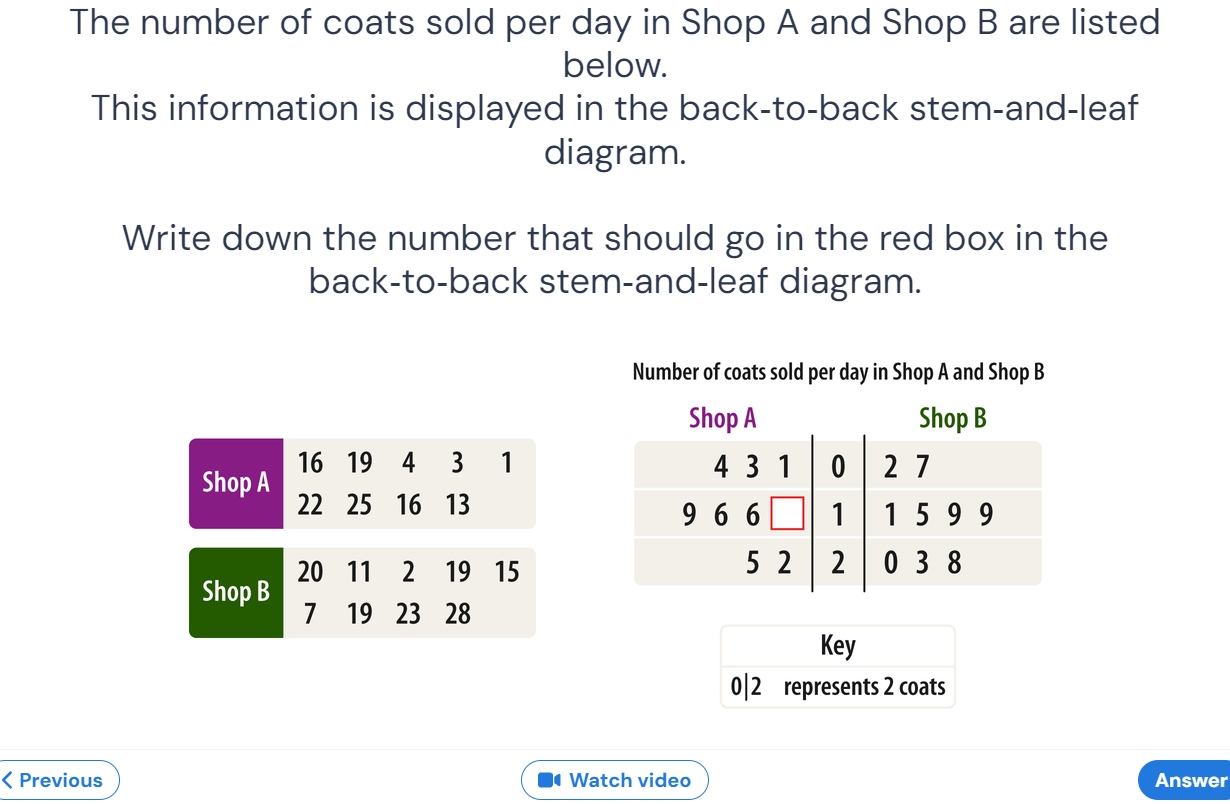 The number of coats sold per day in Shop A and Shop B are listed
below.
This information is displayed in the back-to-back stem-and-leaf
diagram.
Write down the number that should go in the red box in the
back-to-back stem-and-leaf diagram.
Shop A
16 19 4 3 1
22 25 16 13
Shop B
20 11 2 19 15
7 19 23 28
Number of coats sold per day in Shop A and Shop B
Shop A Shop B
4 3 1 0 2 7
9 6 6 1 1 5 9 9
5 2 2 0 3 8
Key
0|2 represents 2 coats
Previous
Watch video
Answer